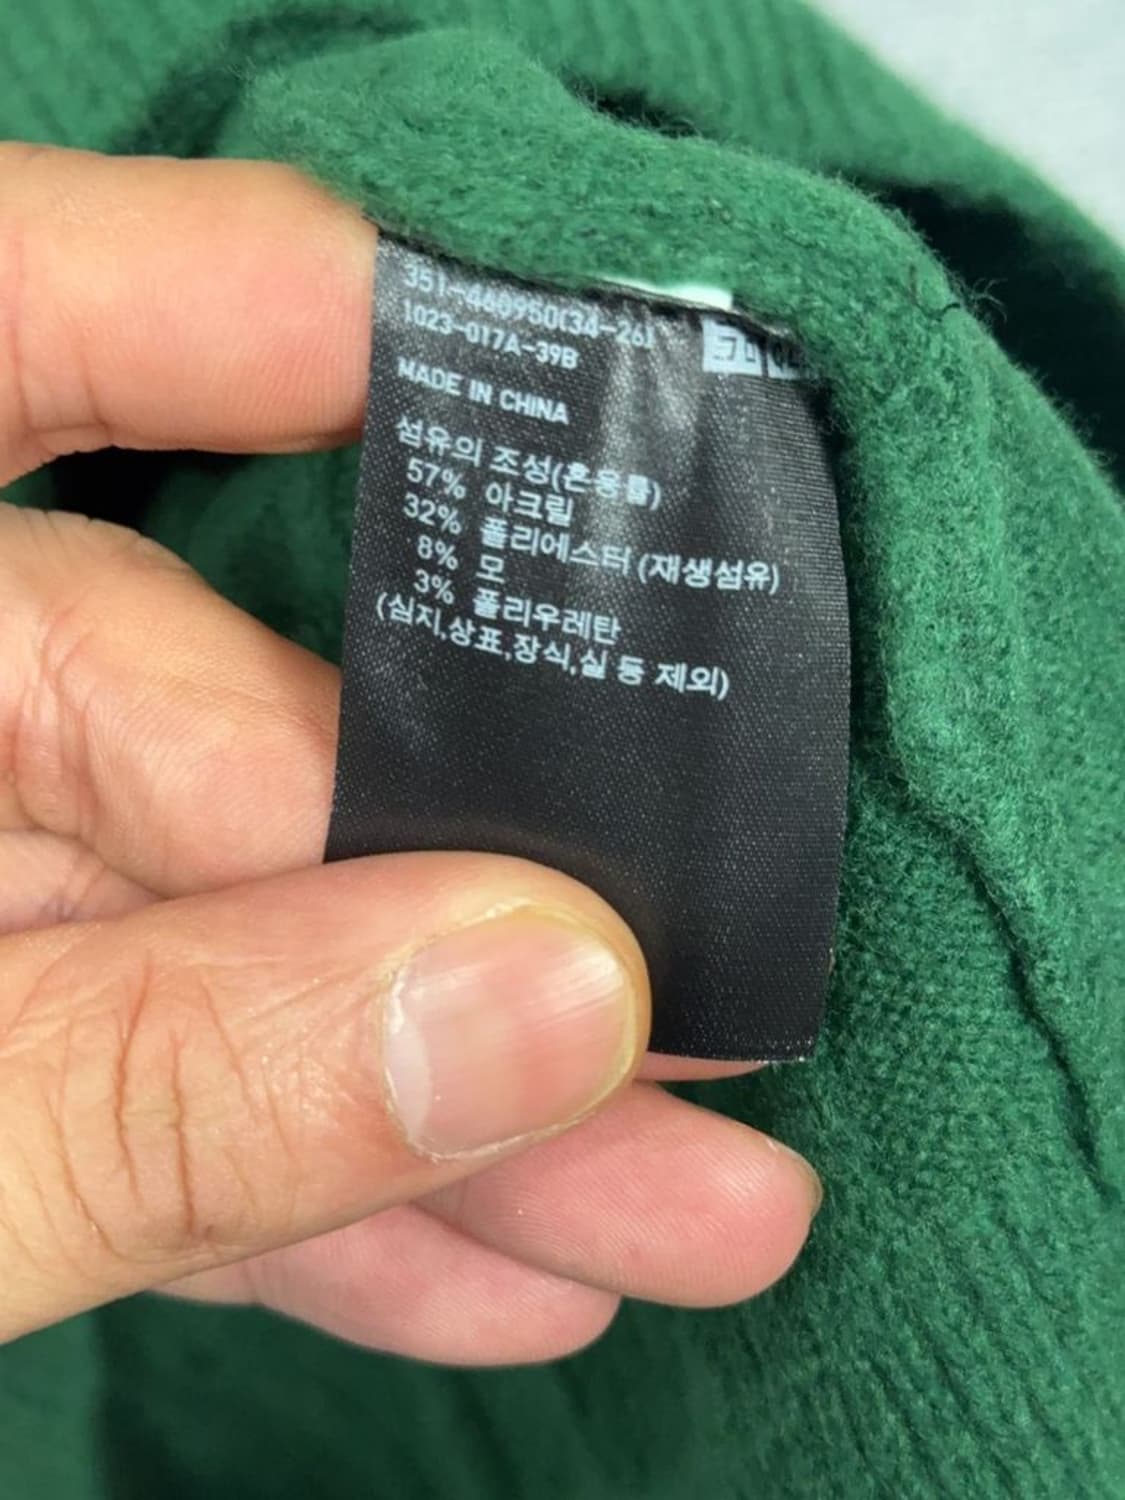 351-460950(34-26)
1023-017A-39B
MADE IN CHINA
섬유의 조성(혼용률)
57% 아크릴
32% 폴리에스터 (재생섬유)
8% 모
3% 폴리우레탄
(심지,상표,장식,실 등 제외)